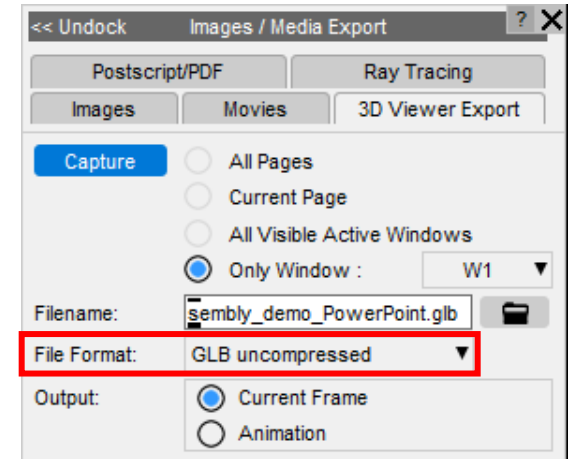 << Undock Images / Media Export ? X
Postscript/PDF Ray Tracing
Images Movies 3D Viewer Export
Capture All Pages
Current Page
All Visible Active Windows
Only Window : W1
Filename: sembly_demo_PowerPoint.glb
File Format: GLB uncompressed
Output: Current Frame
Animation